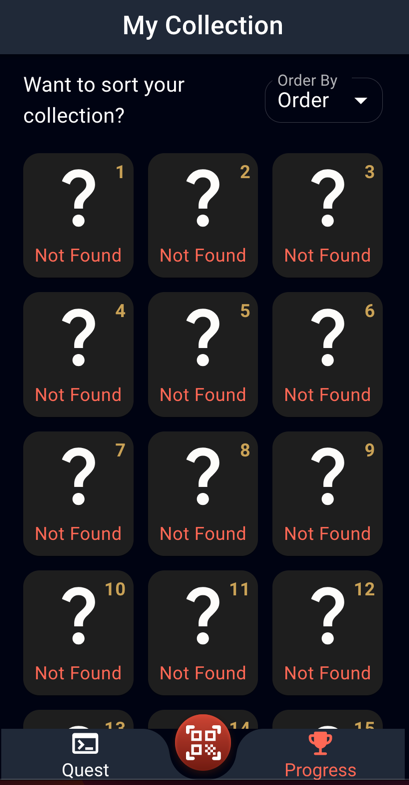 My Collection
Want to sort your
collection?
Order By
Order
1
2
3
?
?
?
Not Found
Not Found
Not Found
4
5
6
?
?
?
Not Found
Not Found
Not Found
7
8
9
?
?
?
Not Found
Not Found
Not Found
10
11
12
?
?
?
Not Found
Not Found
Not Found
13
14
15
Quest
Progress